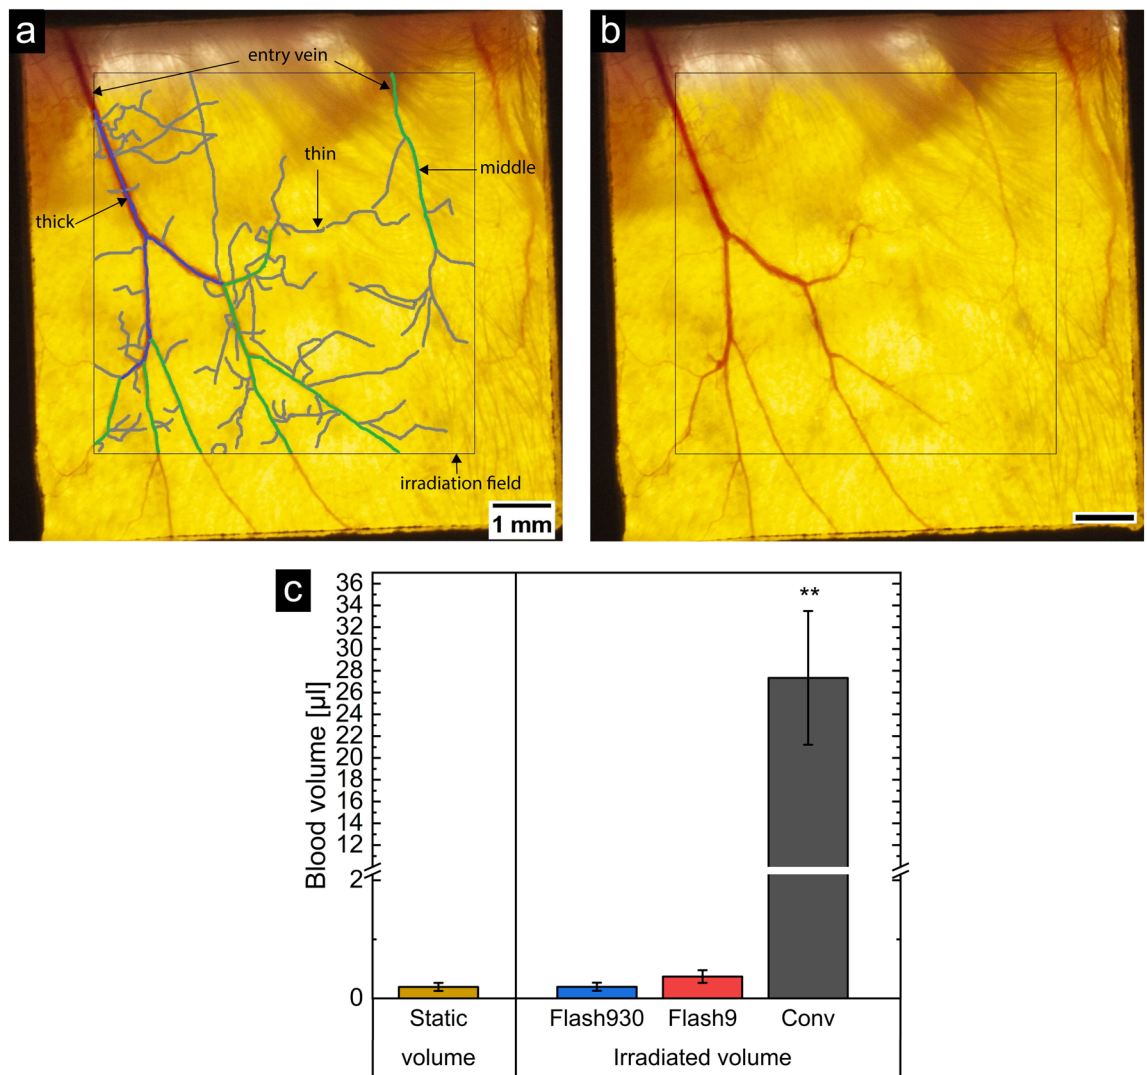 a
entry vein
thin
middle
thick
irradiation field
1 mm
b
c
Blood volume [µl]
36
34
32
30
28
26
24
22
20
18
16
14
12
2
0
**
Static
Flash930
Flash9
Conv
volume
Irradiated volume